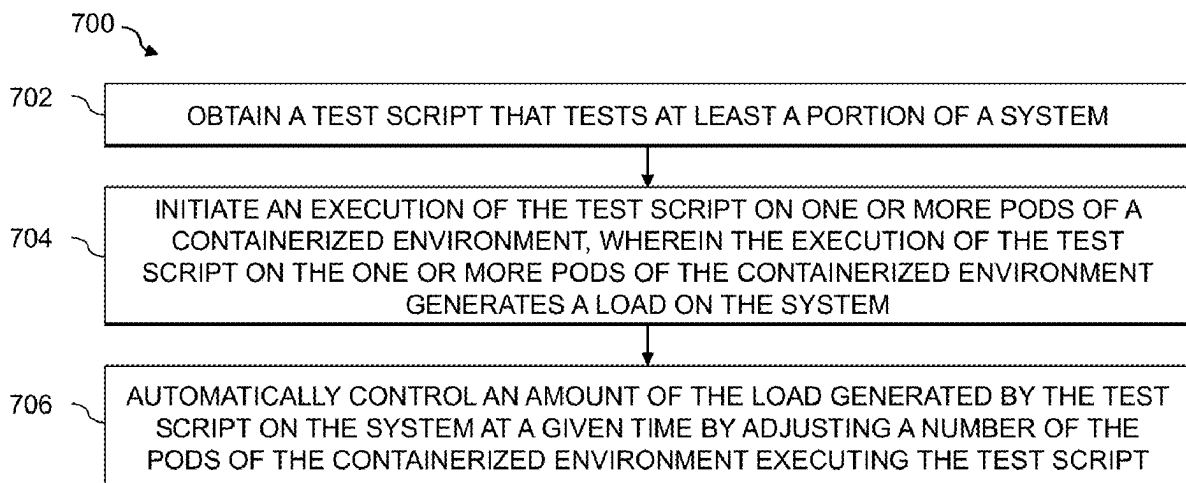 700
702
OBTAIN A TEST SCRIPT THAT TESTS AT LEAST A PORTION OF A SYSTEM
704
INITIATE AN EXECUTION OF THE TEST SCRIPT ON ONE OR MORE PODS OF A
CONTAINERIZED ENVIRONMENT, WHEREIN THE EXECUTION OF THE TEST
SCRIPT ON THE ONE OR MORE PODS OF THE CONTAINERIZED ENVIRONMENT
GENERATES A LOAD ON THE SYSTEM
706
AUTOMATICALLY CONTROL AN AMOUNT OF THE LOAD GENERATED BY THE TEST
SCRIPT ON THE SYSTEM AT A GIVEN TIME BY ADJUSTING A NUMBER OF THE
PODS OF THE CONTAINERIZED ENVIRONMENT EXECUTING THE TEST SCRIPT